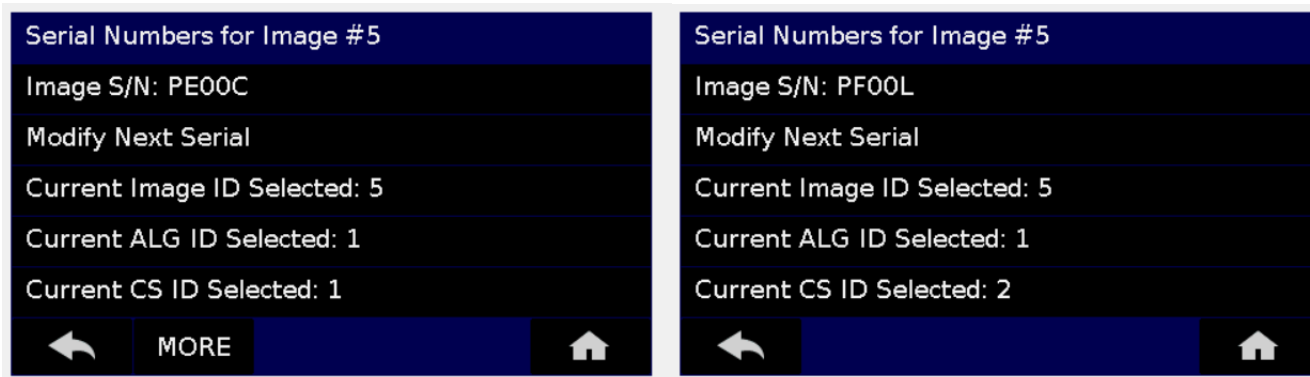 Serial Numbers for Image #5
Image S/N: PE00C
Modify Next Serial
Current Image ID Selected: 5
Current ALG ID Selected: 1
Current CS ID Selected: 1
MORE
Serial Numbers for Image #5
Image S/N: PF00L
Modify Next Serial
Current Image ID Selected: 5
Current ALG ID Selected: 1
Current CS ID Selected: 2